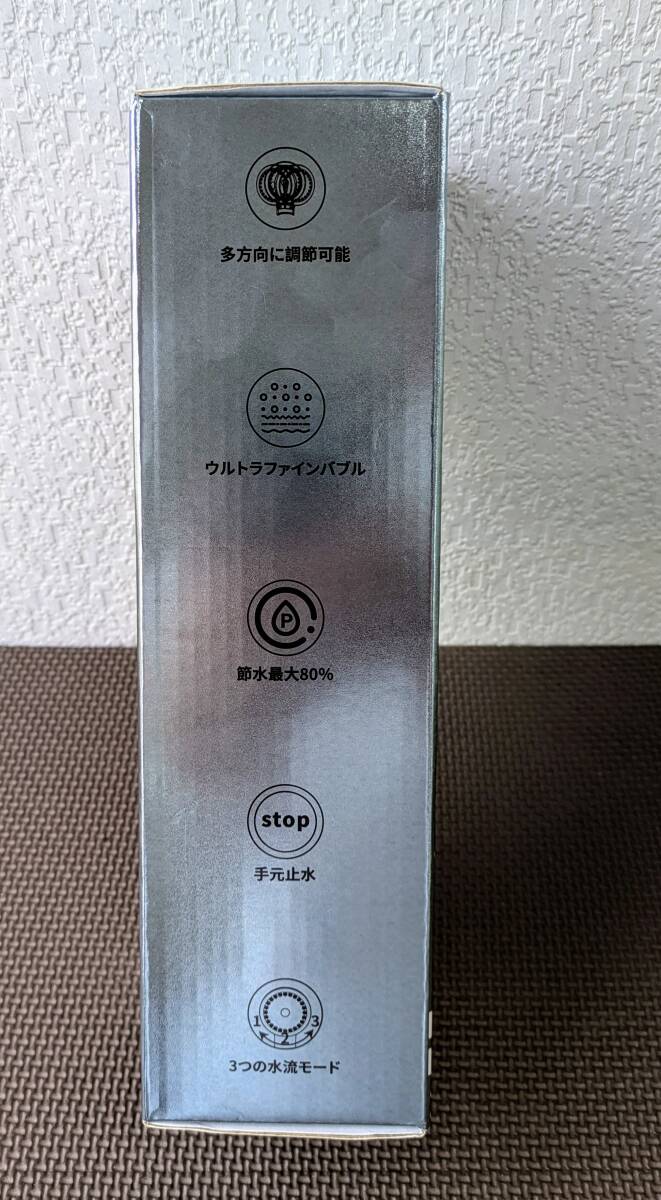 多方向に調節可能
ウルトラファインバブル
P
節水最大80%
stop
手元止水
1 2 3
3つの水流モード